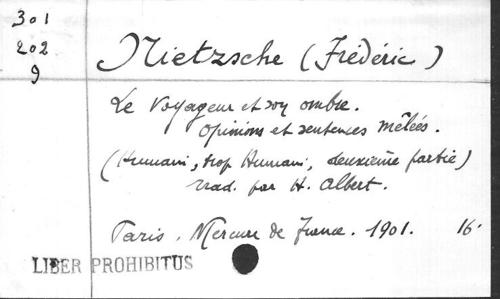 301
202
9
Nietzsche (Frédéric)
Le Voyageur et son ombre.
Opinions et sentences mêlées.
(Humain, trop Humain, deuxième partie)
trad. par H. Albert.
Paris. Mercure de France. 1901. 16°
LIBER PROHIBITUS